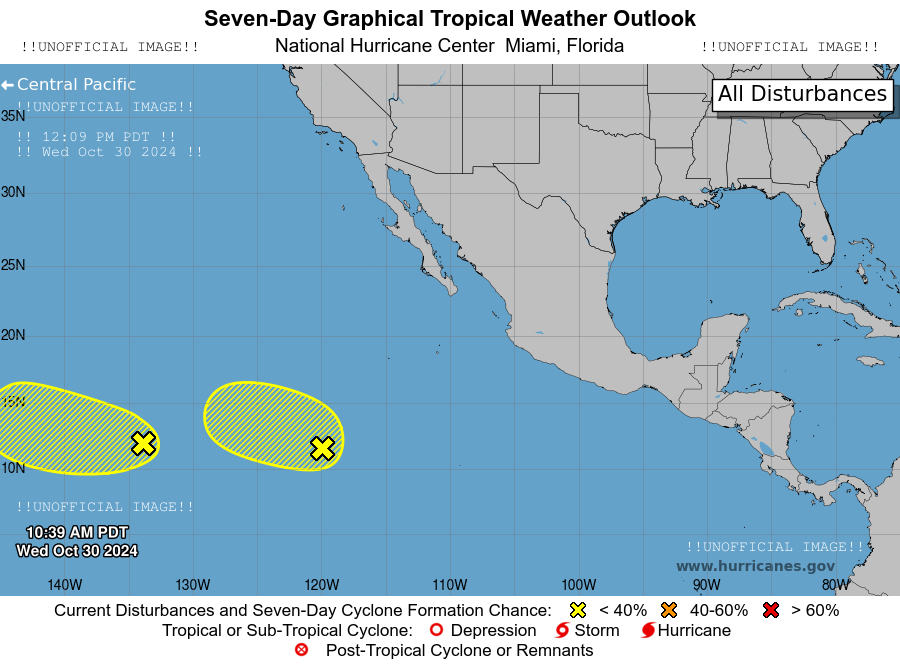 Seven-Day Graphical Tropical Weather Outlook
!!UNOFFICIAL IMAGE!! National Hurricane Center Miami, Florida !!UNOFFICIAL IMAGE!!
Central Pacific
All Disturbances
!!UNOFFICIAL IMAGE!!
35N
!! 12:09 PM PDT !!
!! Wed Oct 30 2024 !!
30N
25N
20N
15N
10N
!!UNOFFICIAL IMAGE!!
10:39 AM PDT
Wed Oct 30 2024
!!UNOFFICIAL IMAGE!!
www.hurricanes.gov
140W 130W 120W 110W 100W 90W 80W
Current Disturbances and Seven-Day Cyclone Formation Chance: < 40% 40-60% > 60%
Tropical or Sub-Tropical Cyclone: Depression Storm Hurricane
Post-Tropical Cyclone or Remnants